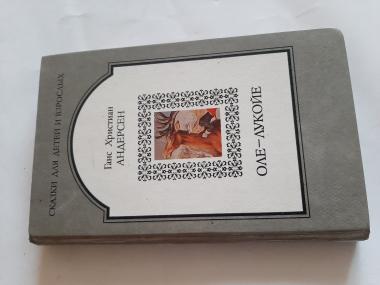 СКАЗКИ ДЛЯ ДЕТЕЙ И ВЗРОСЛЫХ
Ганс Христиан
АНДЕРСЕН
ОЛЕ-ЛУКОЙЕ